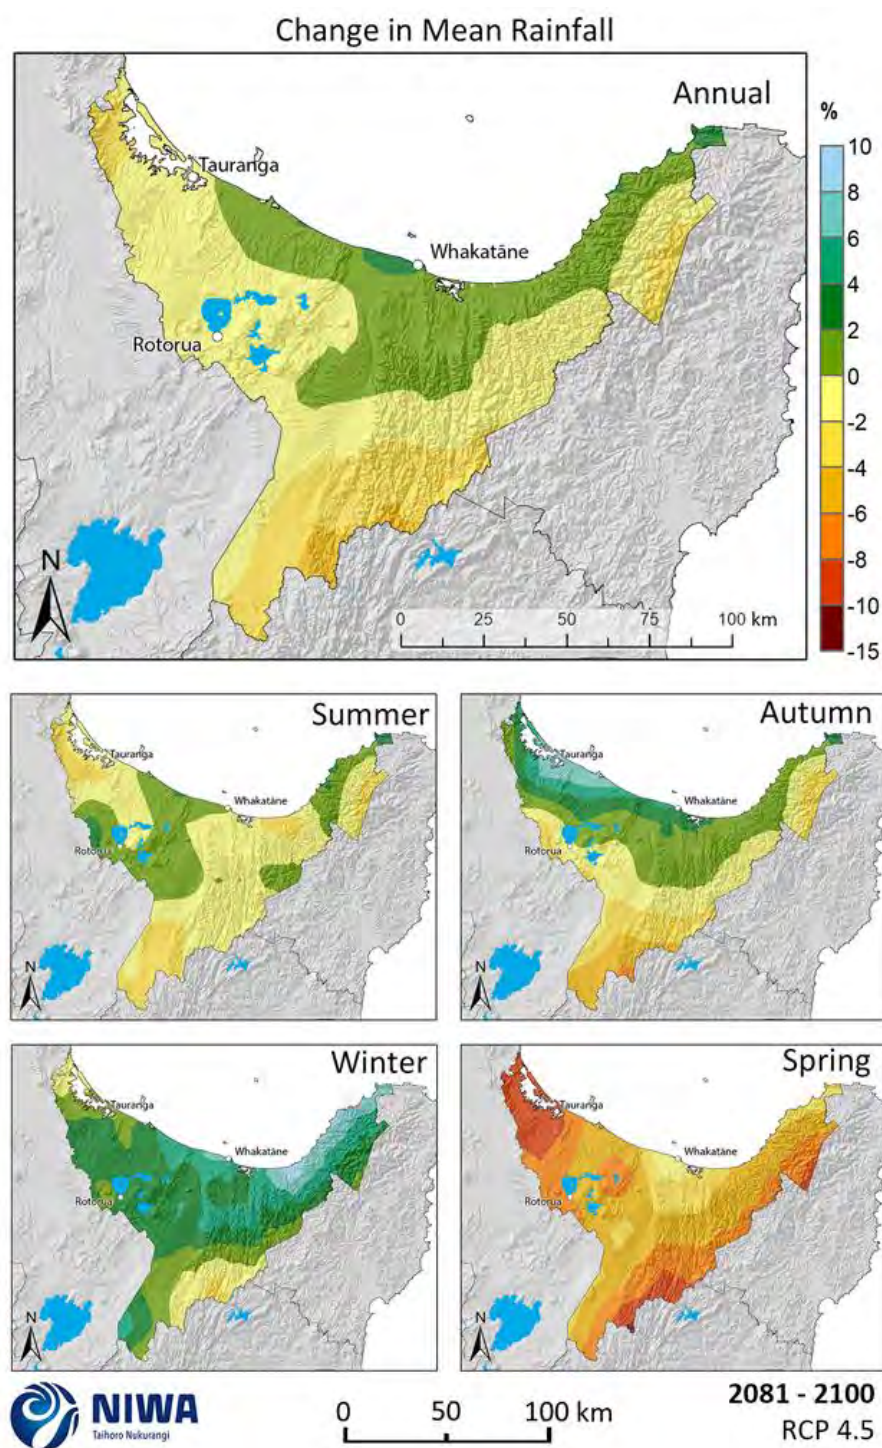 Change in Mean Rainfall
Annual
%
10
8
6
4
2
0
-2
-4
-6
-8
-10
-15
Tauranga
Whakatāne
Rotorua
N
0 25 50 75 100 km
Summer
Tauranga
Whakatāne
Rotorua
N
Autumn
Tauranga
Whakatāne
Rotorua
N
Winter
Tauranga
Whakatāne
Rotorua
N
Spring
Tauranga
Whakatāne
Rotorua
N
NIWA
Taihoro Nukurangi
0 50 100 km
2081 - 2100
RCP 4.5